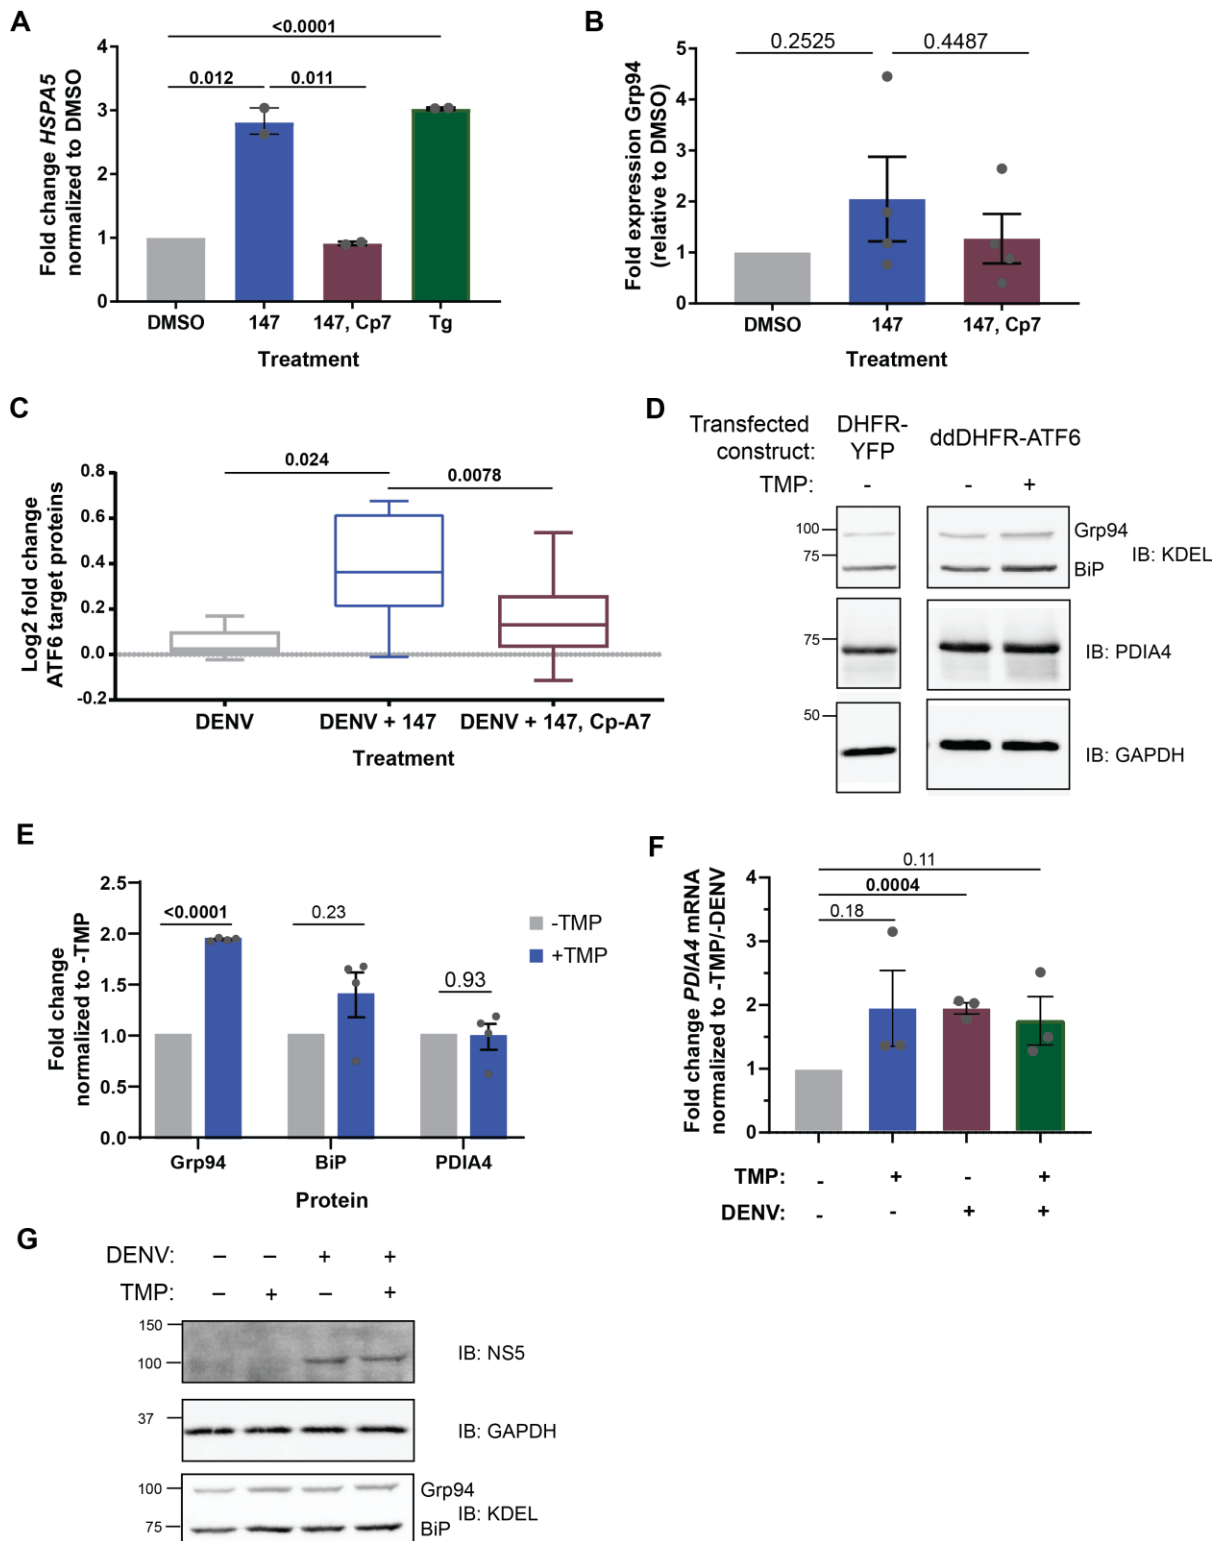 A
Fold change HSPA5
normalized to DMSO
<0.0001
0.012
0.011
4
3
2
1
0
DMSO
147
147, Cp7
Tg
Treatment
B
Fold expression Grp94
(relative to DMSO)
0.2525
0.4487
5
4
3
2
1
0
DMSO
147
147, Cp7
Treatment
C
Log2 fold change
ATF6 target proteins
0.024
0.0078
0.8
0.6
0.4
0.2
0.0
-0.2
DENV
DENV + 147
DENV + 147, Cp-A7
Treatment
D
Transfected
construct:
DHFR-
YFP
ddDHFR-ATF6
TMP:
-
-
+
100
75
Grp94
BiP
IB: KDEL
75
IB: PDIA4
50
IB: GAPDH
E
Fold change
normalized to -TMP
2.5
2.0
1.5
1.0
0.5
0.0
<0.0001
0.23
0.93
-TMP
+TMP
Grp94
BiP
PDIA4
Protein
F
Fold change PDIA4 mRNA
normalized to -TMP/-DENV
0.11
0.0004
0.18
4
3
2
1
0
TMP: - + - +
DENV: - - + +
G
DENV: – – + +
TMP: – + – +
150
100
IB: NS5
37
IB: GAPDH
100
75
Grp94
BiP
IB: KDEL